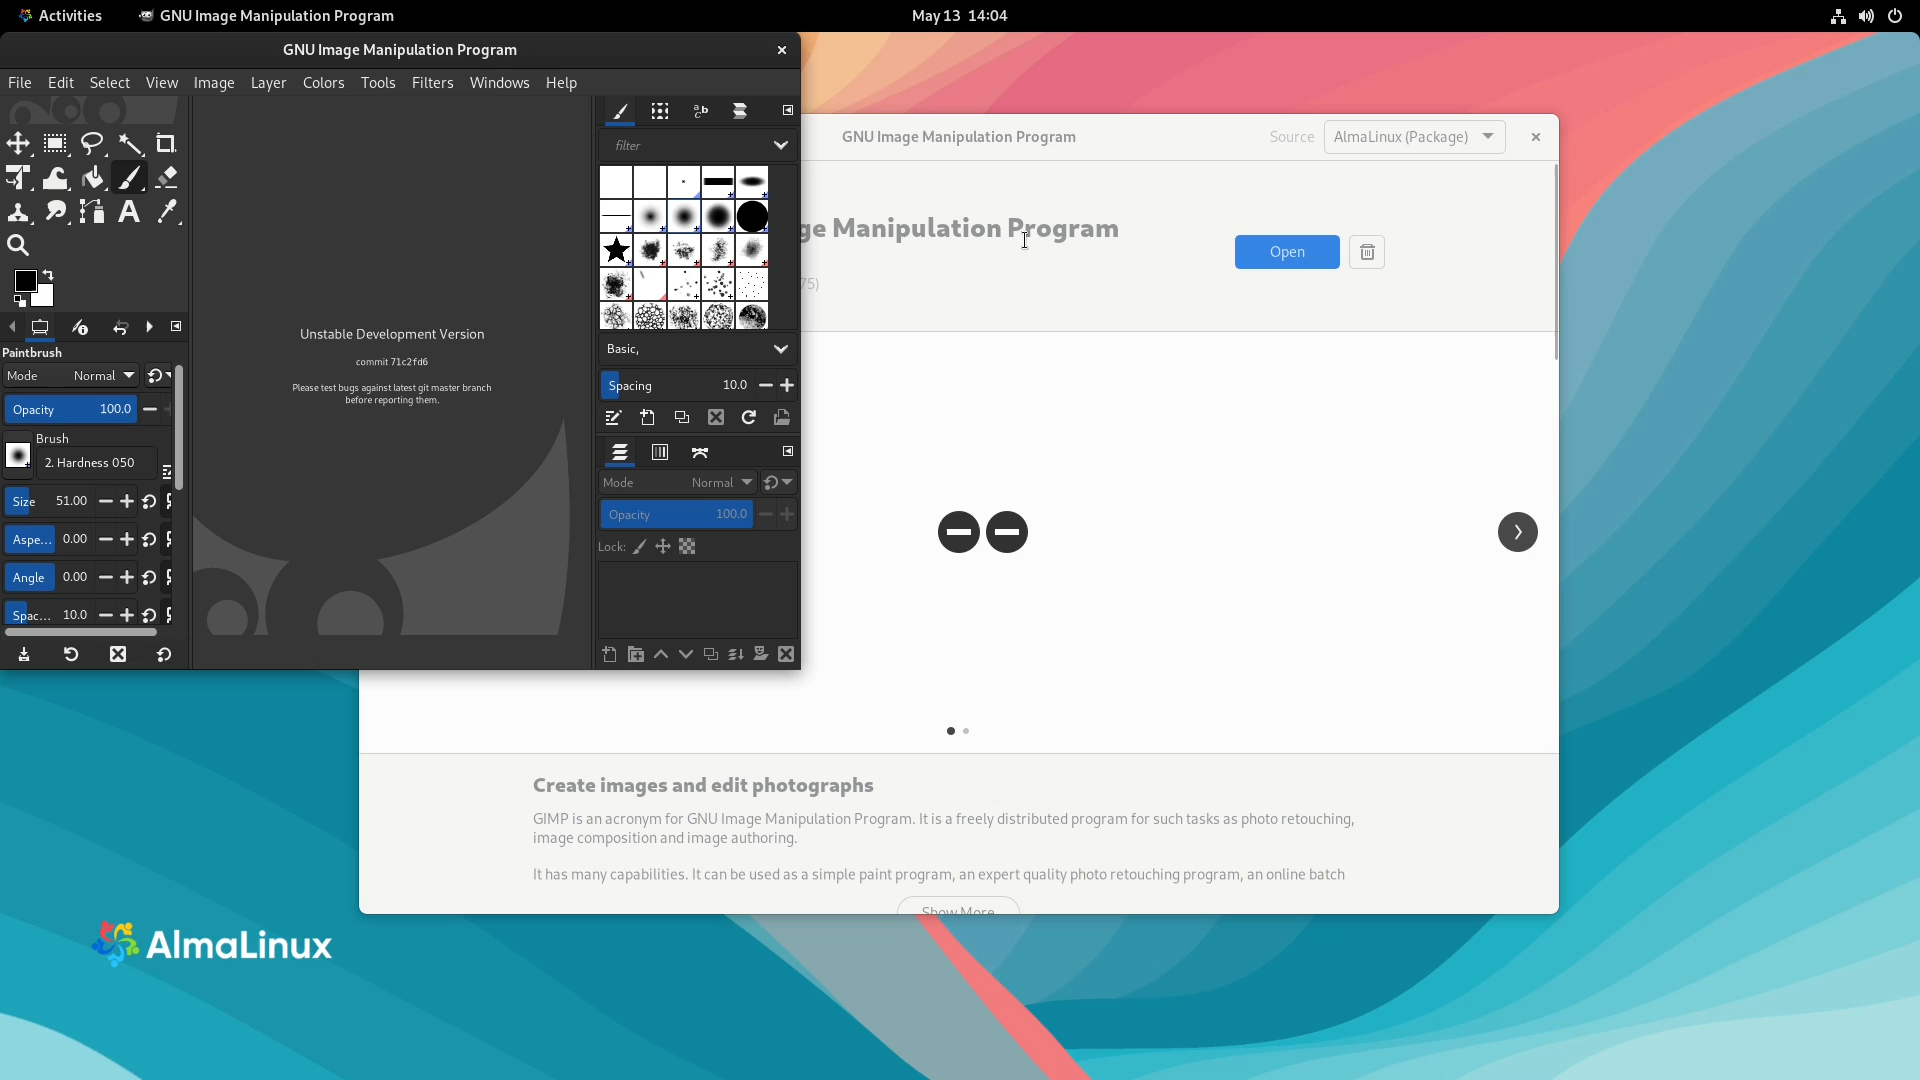 Activities
GNU Image Manipulation Program
May 13 14:04
GNU Image Manipulation Program
File Edit Select View Image Layer Colors Tools Filters Windows Help
filter
Basic,
Spacing 10.0
Mode Normal
Opacity 100.0
Lock:
Paintbrush
Mode Normal
Opacity 100.0
Brush
2. Hardness 050
Size 51.00
Aspe... 0.00
Angle 0.00
Spac... 10.0
Unstable Development Version
commit 71c2fd6
Please test bugs against latest git master branch
before reporting them.
GNU Image Manipulation Program
Source AlmaLinux (Package)
ge Manipulation Program
75)
Open
Create images and edit photographs
GIMP is an acronym for GNU Image Manipulation Program. It is a freely distributed program for such tasks as photo retouching,
image composition and image authoring.
It has many capabilities. It can be used as a simple paint program, an expert quality photo retouching program, an online batch
Show More
AlmaLinux